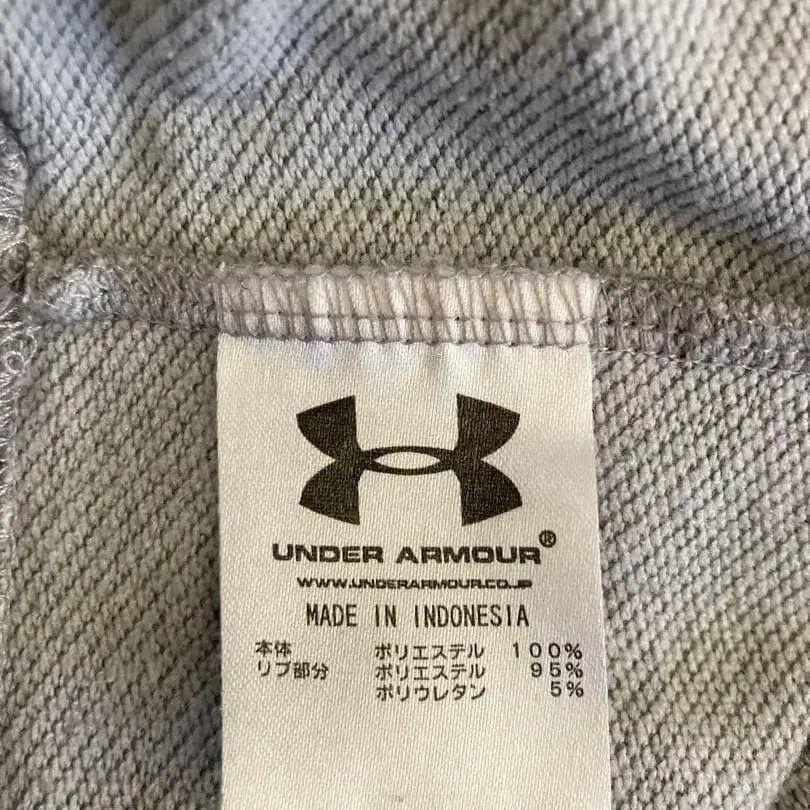 UNDER ARMOUR®
WWW.UNDERARMOUR.CO.JP
MADE IN INDONESIA
本体 ポリエステル 100%
リブ部分 ポリエステル 95%
ポリウレタン 5%